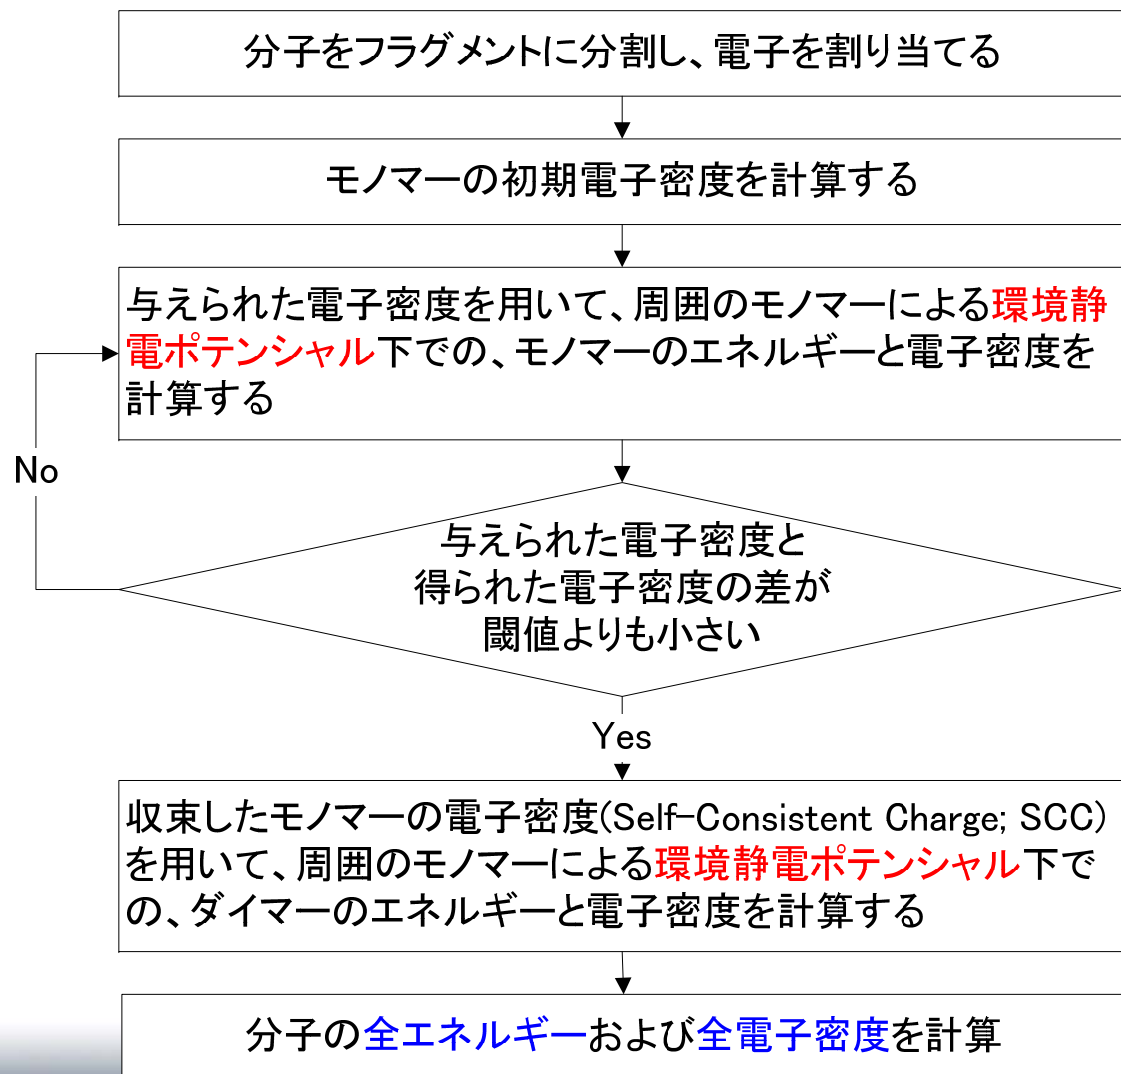 分子をフラグメントに分割し、電子を割り当てる
モノマーの初期電子密度を計算する
与えられた電子密度を用いて、周囲のモノマーによる環境静
電ポテンシャル下での、モノマーのエネルギーと電子密度を
計算する
No
与えられた電子密度と
得られた電子密度の差が
閾値よりも小さい
Yes
収束したモノマーの電子密度(Self-Consistent Charge; SCC)
を用いて、周囲のモノマーによる環境静電ポテンシャル下で
の、ダイマーのエネルギーと電子密度を計算する
分子の全エネルギーおよび全電子密度を計算